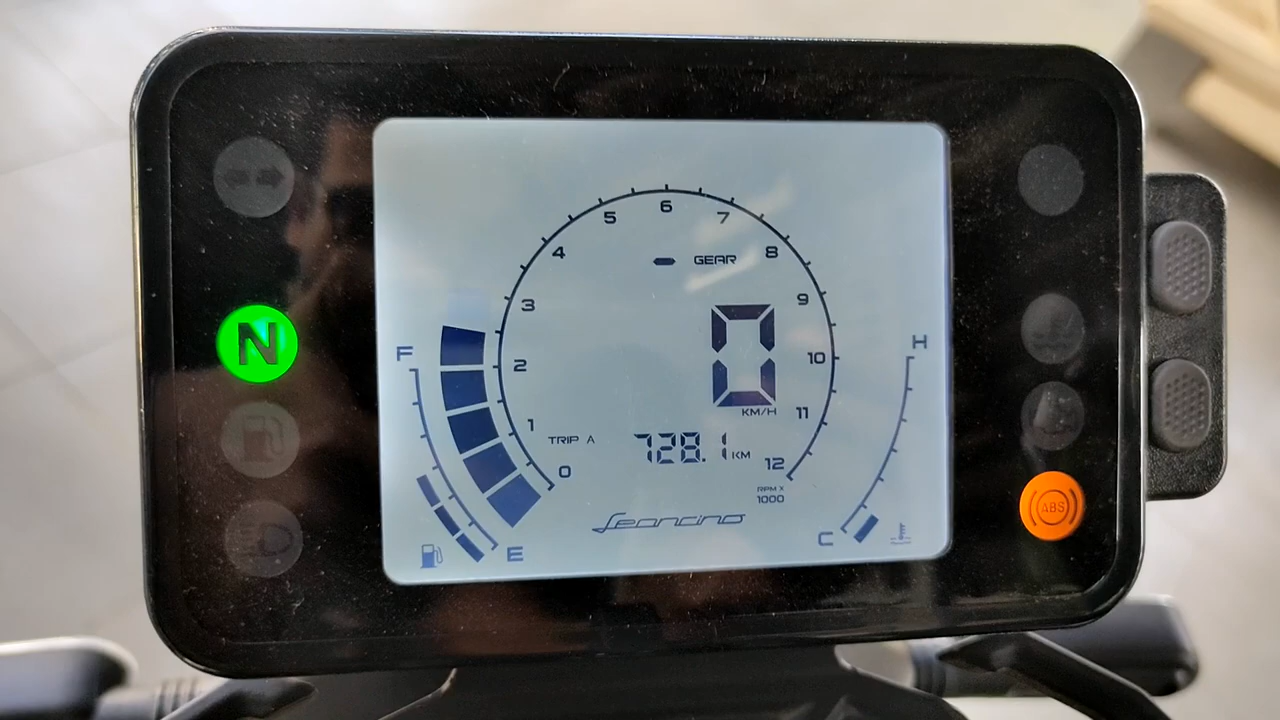 6
5 7
4 8
GEAR
3 9
N
0
F H
2 10
KM/H
1 11
TRIP A 728.1 KM
0 12
RPM X
1000
ABS
Leoncino
C
E